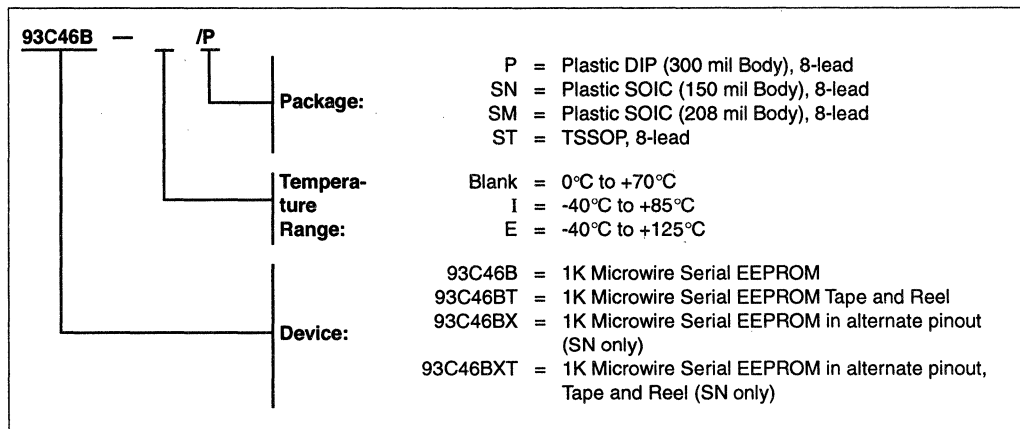 93C46B — /P
Package:
P = Plastic DIP (300 mil Body), 8-lead
SN = Plastic SOIC (150 mil Body), 8-lead
SM = Plastic SOIC (208 mil Body), 8-lead
ST = TSSOP, 8-lead
Tempera-
ture
Range:
Blank = 0°C to +70°C
I = -40°C to +85°C
E = -40°C to +125°C
Device:
93C46B = 1K Microwire Serial EEPROM
93C46BT = 1K Microwire Serial EEPROM Tape and Reel
93C46BX = 1K Microwire Serial EEPROM in alternate pinout
(SN only)
93C46BXT = 1K Microwire Serial EEPROM in alternate pinout,
Tape and Reel (SN only)